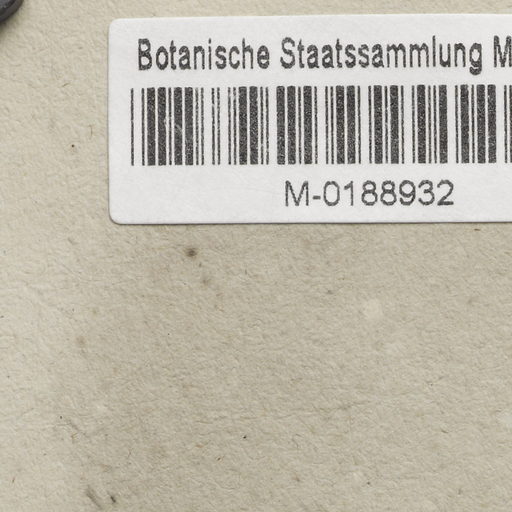 Botanische Staatssammlung M
M-0188932